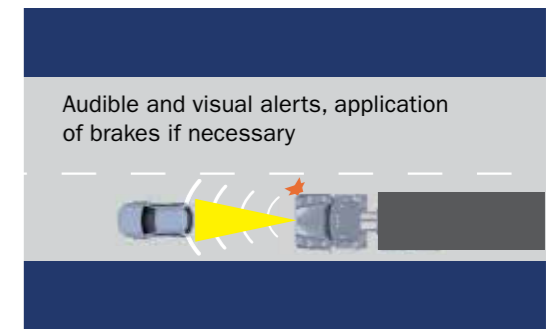 Audible and visual alerts, application
of brakes if necessary